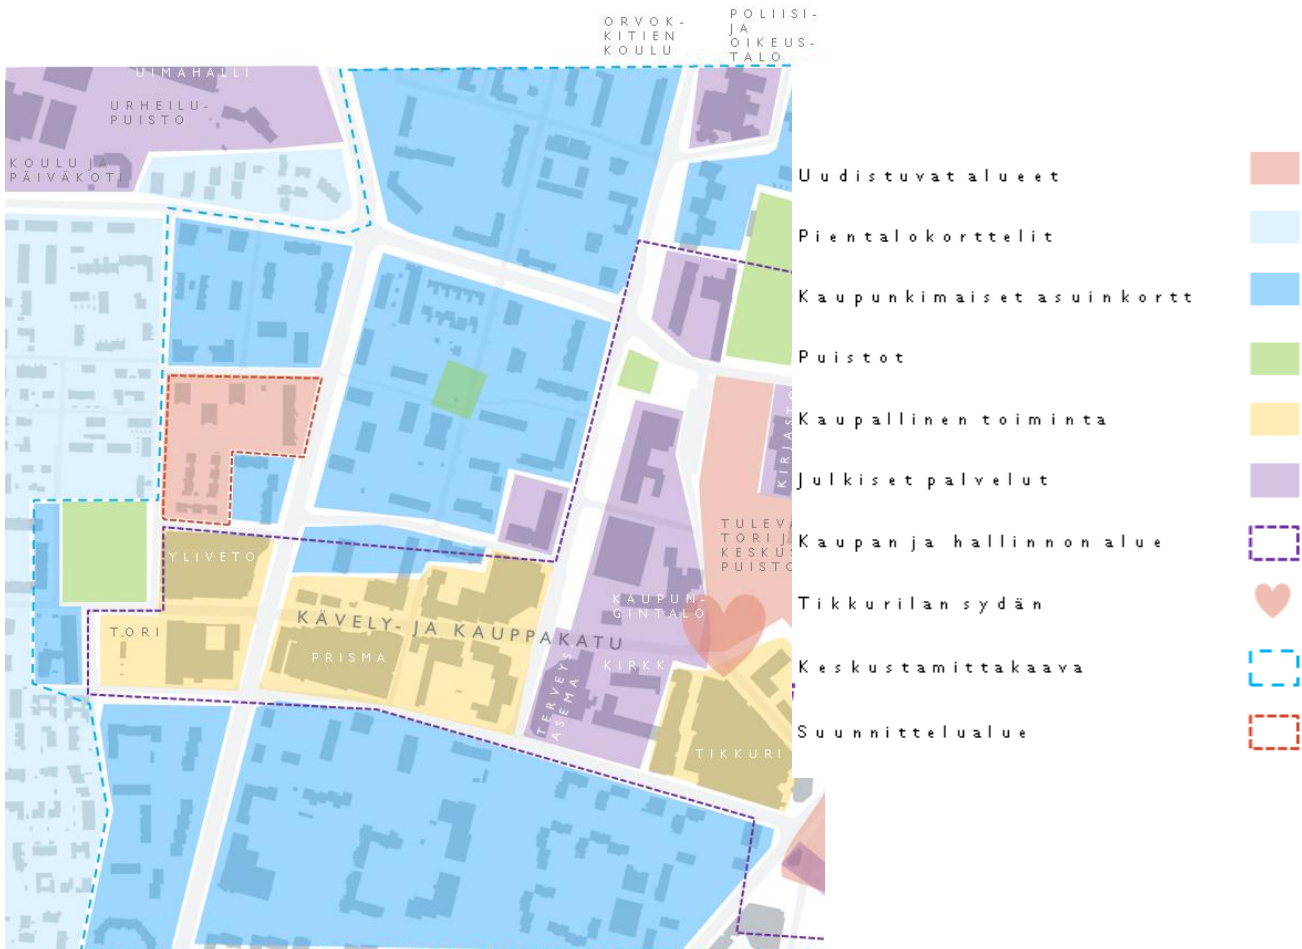 ORVOK-
KITIEN
KOULU
POLIISI-
JA
OIKEUS-
TALO
UIMAHALLI
URHEILU-
PUISTO
KOULU JA
PÄIVÄKOTI
Uudistuvat alueet
Pientalokorttelit
Kaupunkimaiset asuinkortt
Puistot
Kaupallinen toiminta
Julkiset palvelut
Kaupan ja hallinnon alue
Tikkurilan sydän
Keskustamittakaava
Suunnittelualue
KIRJASTO
TULEVA
TORI JA
KESKUS
PUISTO
YLIVETO
TORI
KÄVELY- JA KAUPPAKATU
PRISMA
KAUPUN-
GINTALO
KIRKK
TERVEYS
ASEMA
TIKKURI